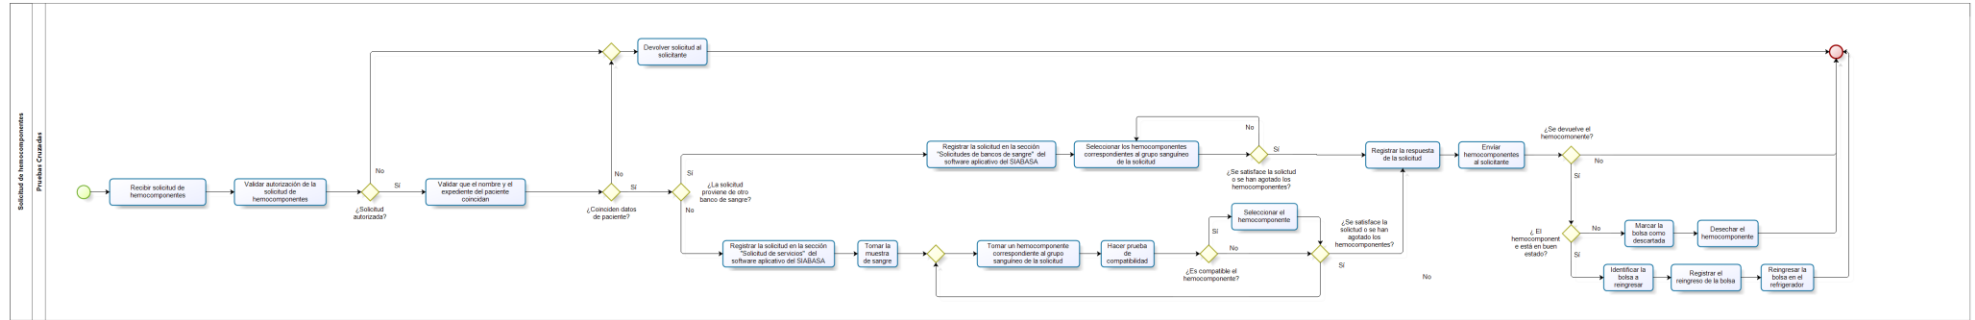 Solicitud de hemocomponentes
Pruebas Cruzadas
Recibir solicitud de
hemocomponentes
Validar autorización de la
solicitud de
hemocomponentes
¿Solicitud
autorizada?
No
Sí
Validar que el nombre y el
expediente del paciente
coincidan
¿Coinciden datos
de paciente?
No
Sí
Devolver solicitud al
solicitante
¿La solicitud
proviene de otro
banco de sangre?
Sí
No
Registrar la solicitud en la sección
"Solicitudes de bancos de sangre" del
software aplicativo del SIABASA
Seleccionar los hemocomponentes
correspondientes al grupo sanguíneo
de la solicitud
No
Sí
¿Se satisface la solicitud
o se han agotado los
hemocomponentes?
Registrar la solicitud en la sección
"Solicitud de servicios" del
software aplicativo del SIABASA
Tomar la
muestra
de sangre
Tomar un hemocomponente
correspondiente al grupo
sanguíneo de la solicitud
Hacer prueba
de
compatibilidad
¿Es compatible el
hemocomponente?
Sí
No
Seleccionar el
hemocomponente
¿Se satisface la
solicitud o se han
agotado los
hemocomponentes?
Sí
No
Registrar la respuesta
de la solicitud
Enviar
hemocomponentes
al solicitante
¿Se devuelve el
hemocomponente?
No
Sí
¿ El
hemocomponent
e está en buen
estado?
No
Sí
Marcar la
bolsa como
descartada
Desechar el
hemocomponente
Identificar la
bolsa a
reingresar
Registrar el
reingreso de la bolsa
Reingresar la
bolsa en el
refrigerador